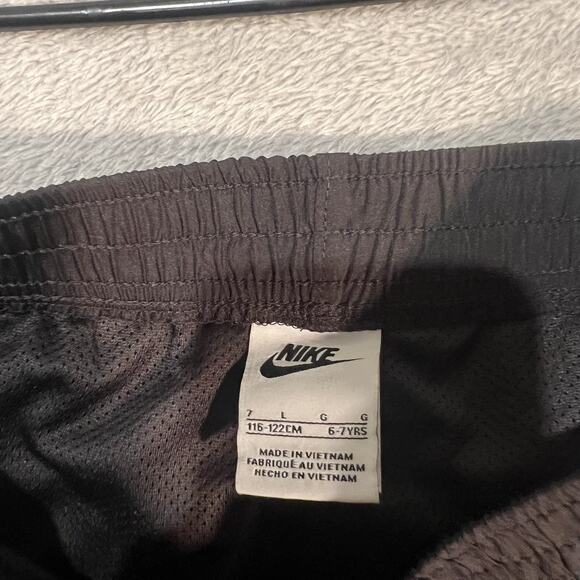 NIKE
7 L G G
116-122CM 6-7YRS
MADE IN VIETNAM
FABRIQUÉ AU VIETNAM
HECHO EN VIETNAM